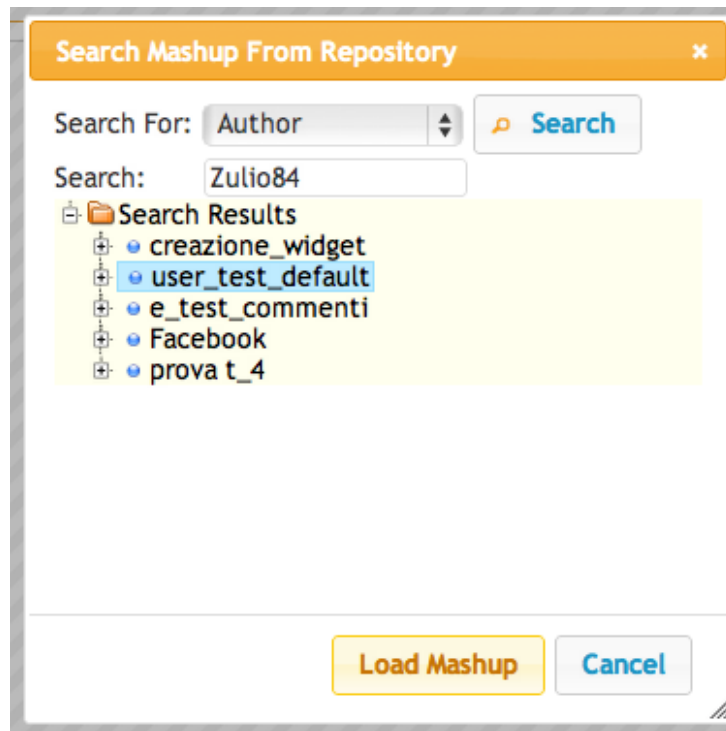 Search Mashup From Repository
Search For: Author Search
Search: Zulio84
Search Results
creazione_widget
user_test_default
e_test_commenti
Facebook
prova t_4
Load Mashup Cancel